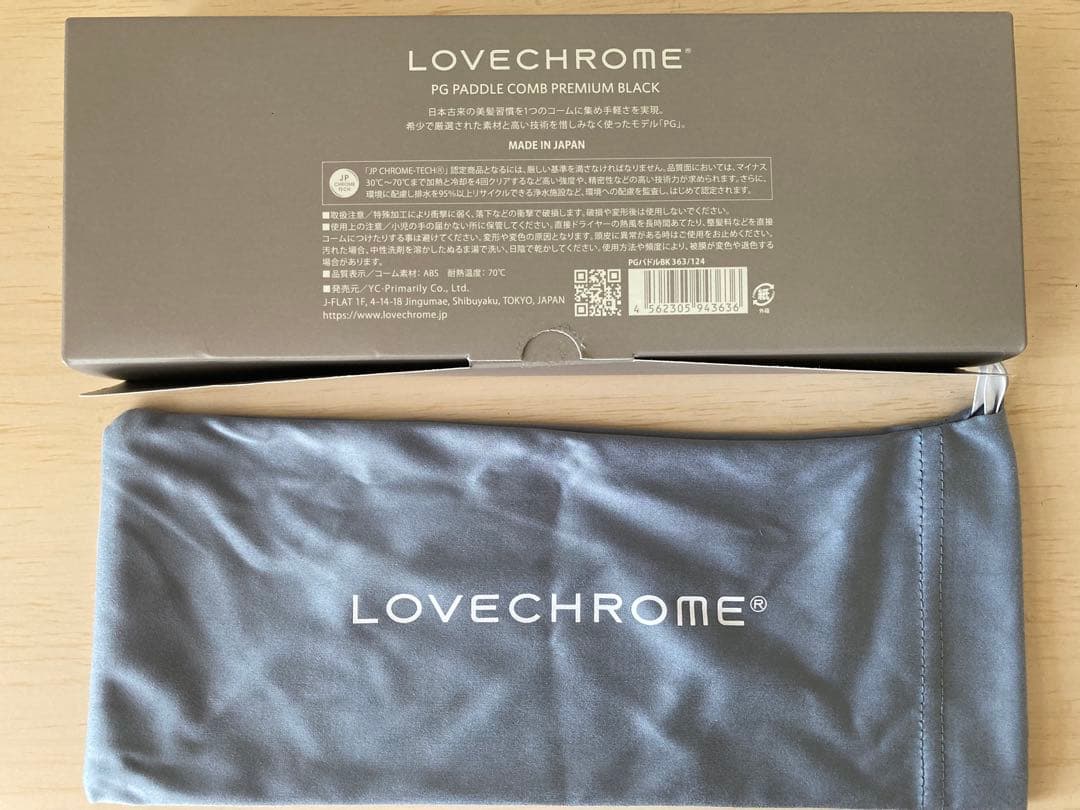 LOVECHROME®
PG PADDLE COMB PREMIUM BLACK
日本古来の美髪習慣を1つのコームに集め手軽さを実現。
希少で厳選された素材と高い技術を惜しみなく使ったモデル「PG」。
MADE IN JAPAN
JP
CHROME
TECH
「JP CHROME-TECH®」認定商品となるには、厳しい基準を満さなければなりません。品質面においては、マイナス
30℃〜70℃まで加熱と冷却を4回クリアするなど高い強度や、精密性などの高い技術力が求められます。さらに、
環境に配慮し排水を95%以上リサイクルできる浄水施設など、環境への配慮を監査し、はじめて認定されます。
■取扱注意／特殊加工により衝撃に弱く、落下などの衝撃で破損します。破損や変形後は使用しないでください。
■使用上の注意／小児の手の届かない所に保管してください。直接ドライヤーの熱風を長時間あてたり、整髪料などを直接
コームにつけたりする事は避けてください。変形や変色の原因となります。頭皮に異常がある時はご使用をお止めください。
汚れた場合、中性洗剤を溶かしたぬるま湯で洗い、日陰で乾かしてください。使用方法や頻度により、被膜が変色や退色する
場合があります。
■品質表示／コーム素材：ABS 耐熱温度：70℃
PGパドルBK 363/124
■発売元／YC-Primarily Co., Ltd.
J-FLAT 1F, 4-14-18 Jingumae, Shibuyaku, TOKYO, JAPAN
https://www.lovechrome.jp
4 562305 943636
紙
外箱
LOVECHROME®